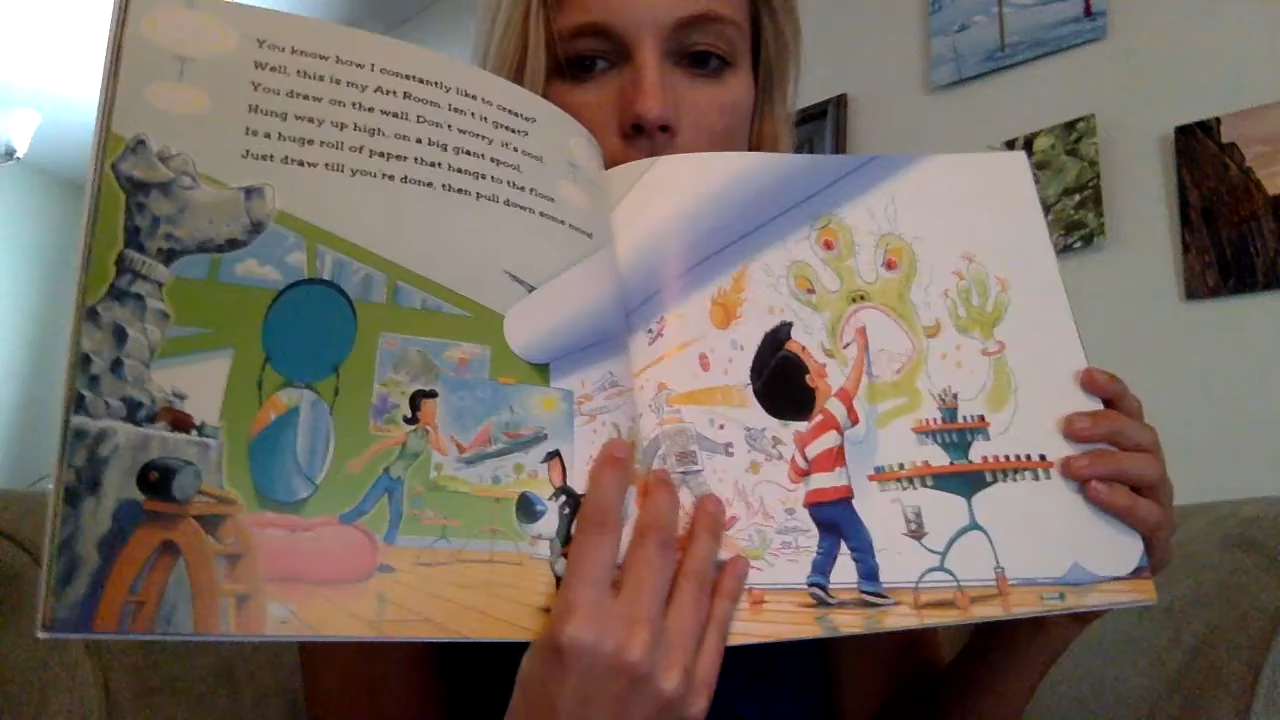 You know how I constantly like to create?
Well, this is my Art Room. Isn't it great?
You draw on the wall. Don't worry, it's cool.
Hung way up high, on a big giant spool,
Is a huge roll of paper that hangs to the floor.
Just draw till you're done, then pull down some more!